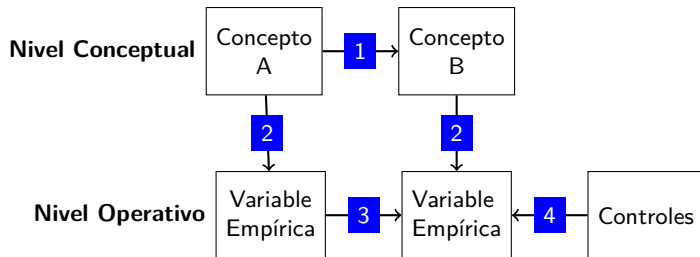 Nivel Conceptual
Concepto
A
1
Concepto
B
2
2
Nivel Operativo
Variable
Empírica
3
Variable
Empírica
4
Controles